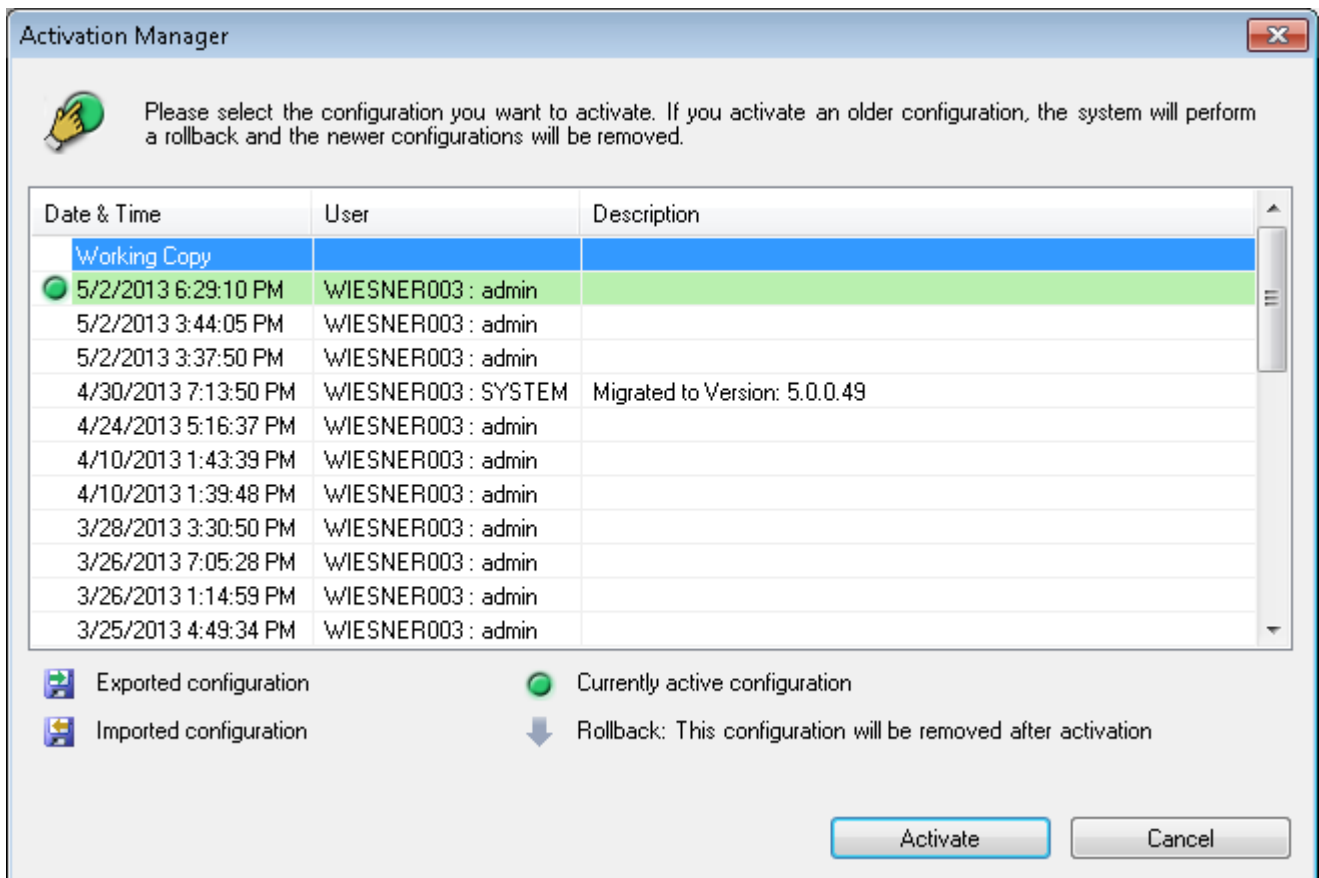 Activation Manager
Please select the configuration you want to activate. If you activate an older configuration, the system will perform
a rollback and the newer configurations will be removed.
Date & Time User Description
Working Copy
5/2/2013 6:29:10 PM WIESNER003 : admin
5/2/2013 3:44:05 PM WIESNER003 : admin
5/2/2013 3:37:50 PM WIESNER003 : admin
4/30/2013 7:13:50 PM WIESNER003 : SYSTEM Migrated to Version: 5.0.0.49
4/24/2013 5:16:37 PM WIESNER003 : admin
4/10/2013 1:43:39 PM WIESNER003 : admin
4/10/2013 1:39:48 PM WIESNER003 : admin
3/28/2013 3:30:50 PM WIESNER003 : admin
3/26/2013 7:05:28 PM WIESNER003 : admin
3/26/2013 1:14:59 PM WIESNER003 : admin
3/25/2013 4:49:34 PM WIESNER003 : admin
Exported configuration Currently active configuration
Imported configuration Rollback: This configuration will be removed after activation
Activate Cancel